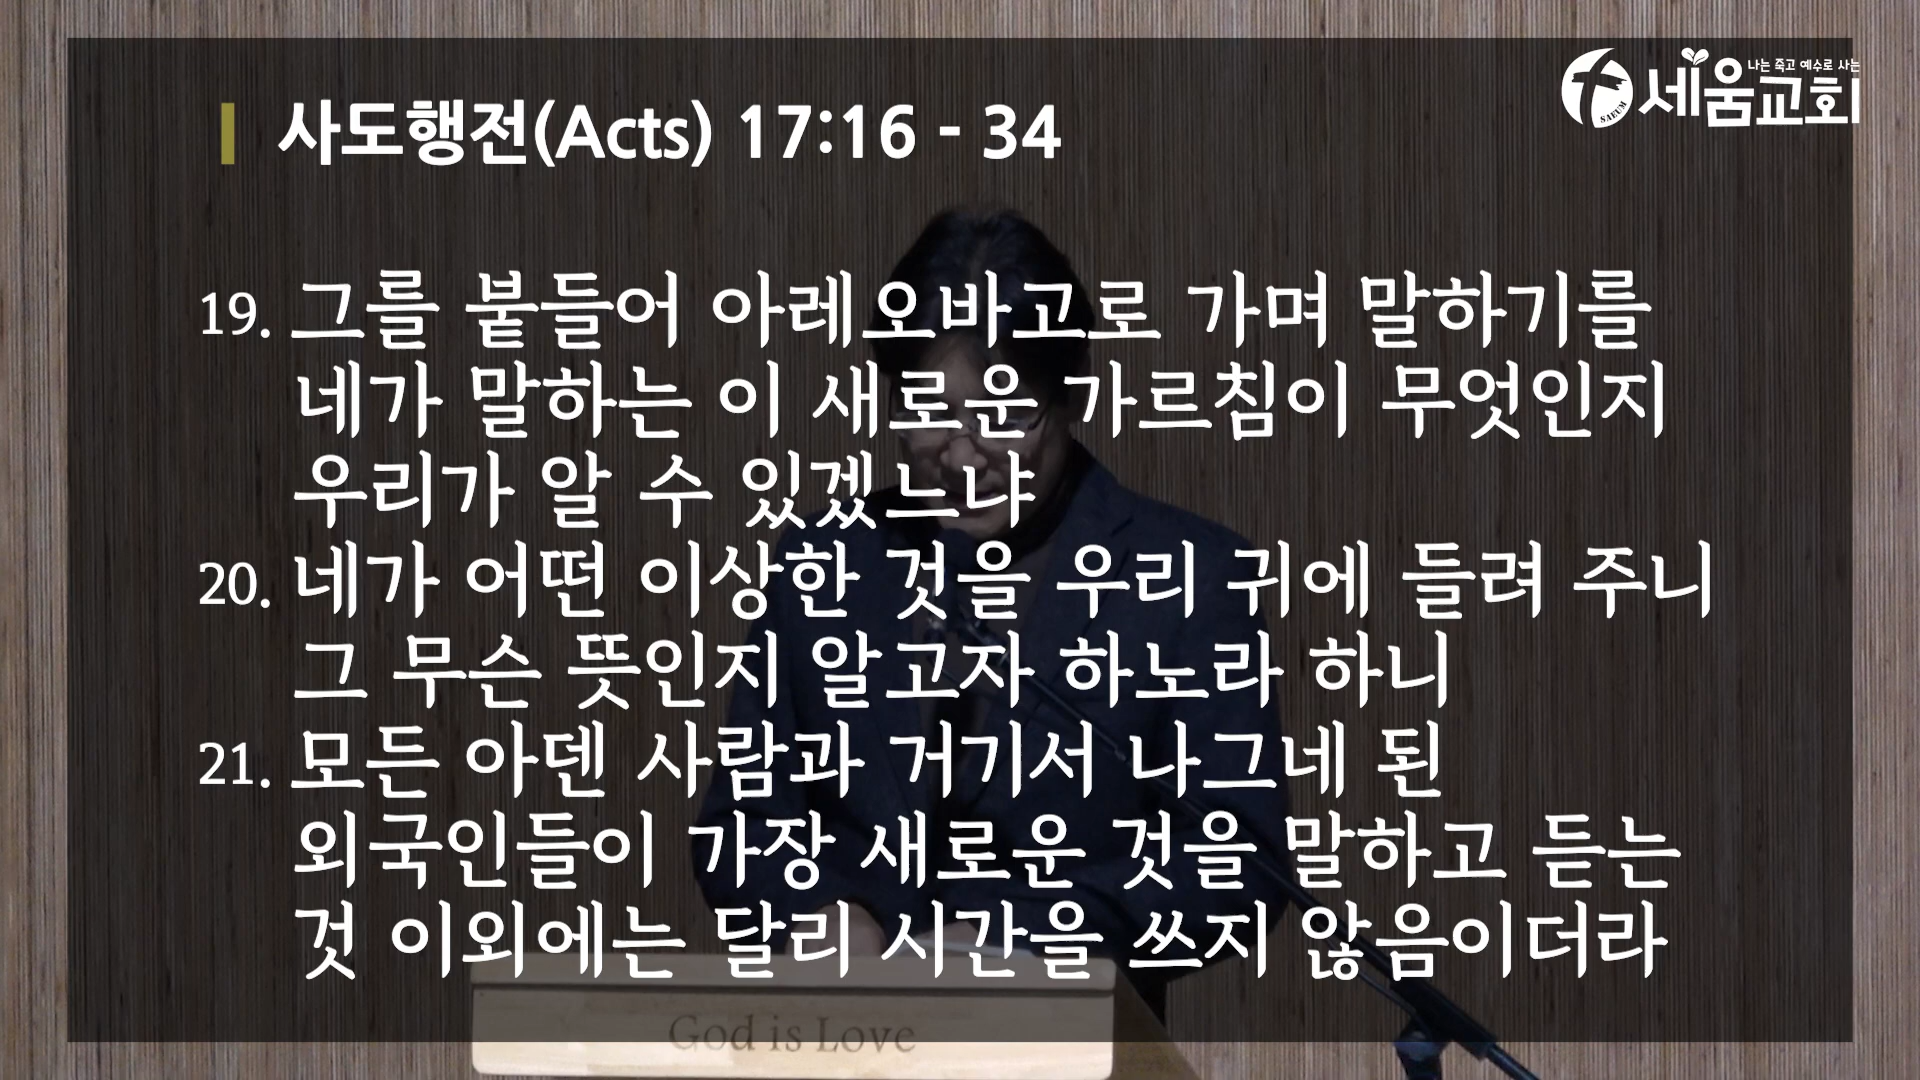 사도행전(Acts) 17:16 - 34
나는 죽고 예수로 사는
세움교회
SAEUM
19. 그를 붙들어 아레오바고로 가며 말하기를
네가 말하는 이 새로운 가르침이 무엇인지
우리가 알 수 있겠느냐
20. 네가 어떤 이상한 것을 우리 귀에 들려 주니
그 무슨 뜻인지 알고자 하노라 하니
21. 모든 아덴 사람과 거기서 나그네 된
외국인들이 가장 새로운 것을 말하고 듣는
것 이외에는 달리 시간을 쓰지 않음이더라
God is Love